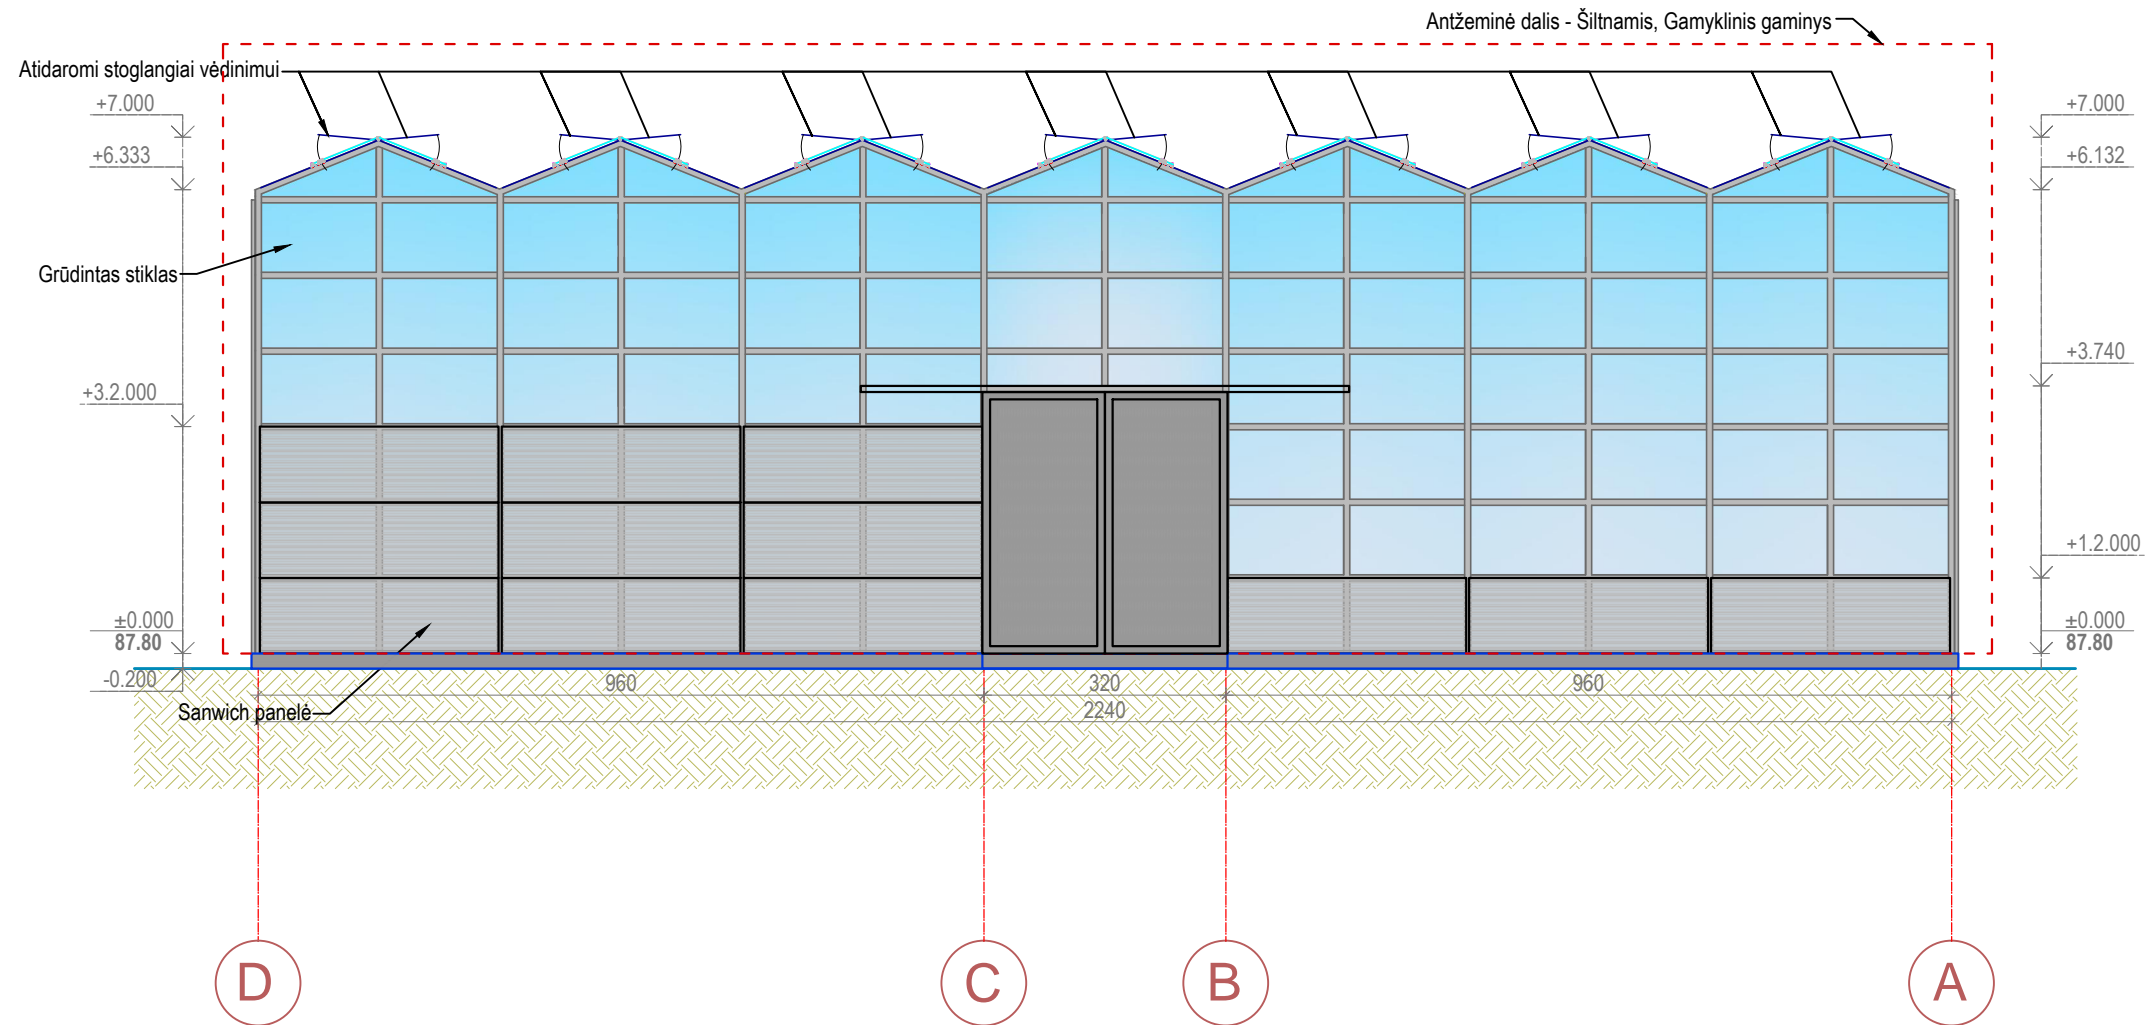 Antžeminė dalis - Šiltnamis, Gamyklinis gaminys
Atidaromi stoglangiai vėdinimui
+7.000
+7.000
+6.333
+6.132
Grūdintas stiklas
+3.740
+3.2.000
+1.2.000
±0.000
87.80
±0.000
87.80
-0.200
960
320
960
Sanwich panelė
2240
D
C
B
A